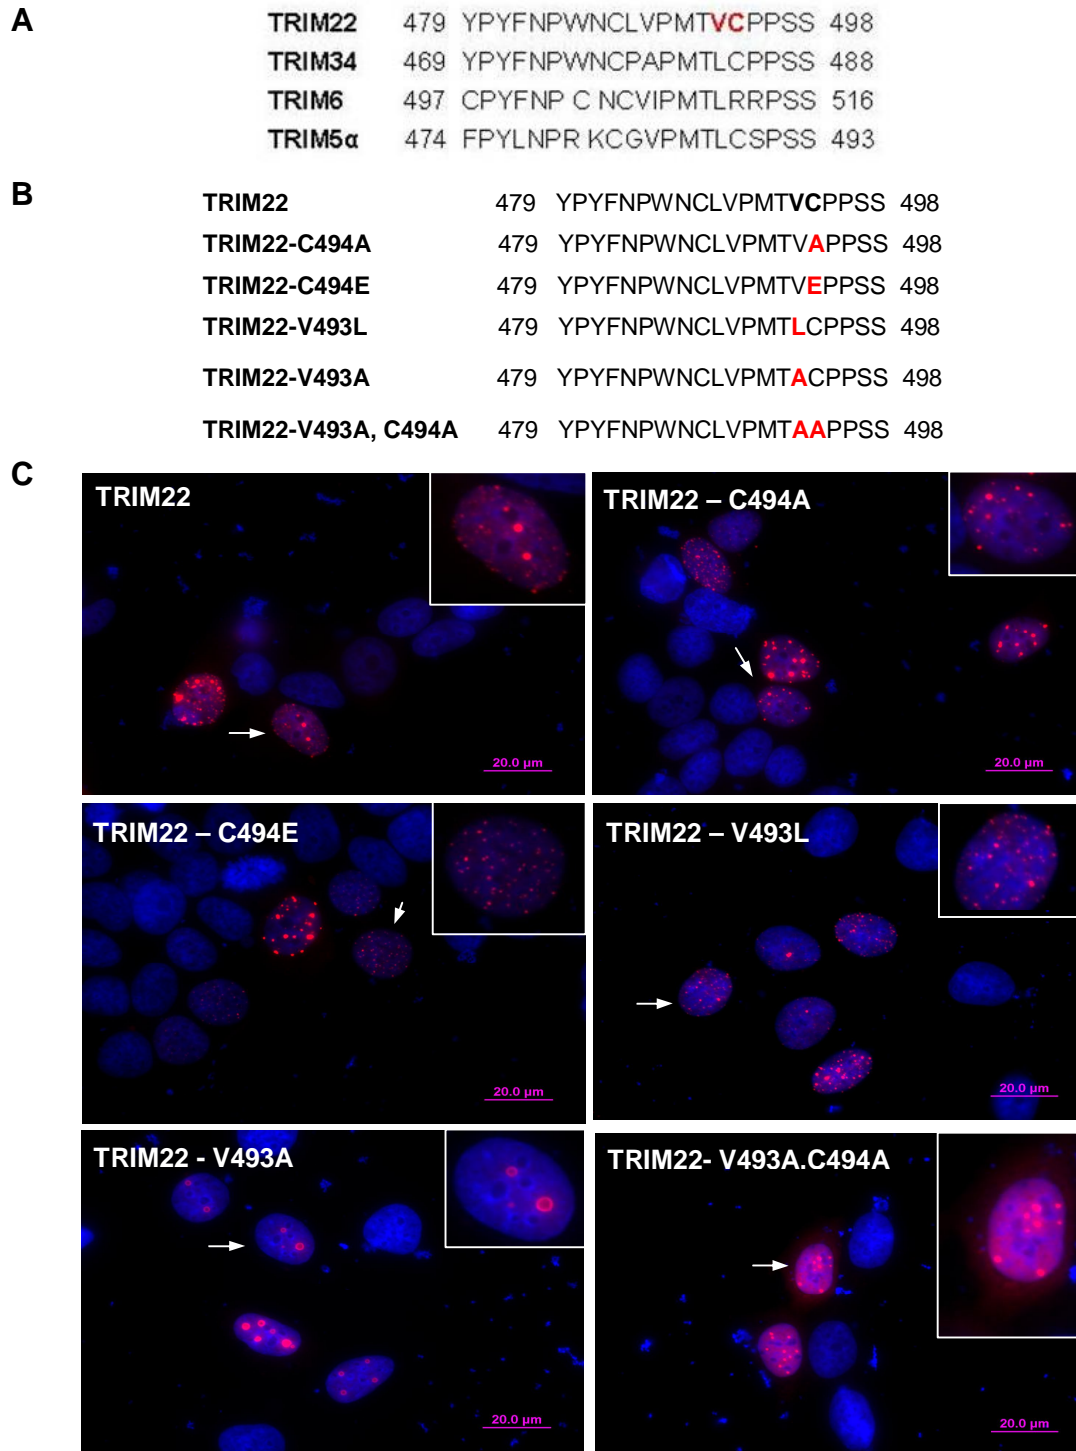 A
TRIM22 479 YPYFNPWNCLVPMTVCPPSS 498
TRIM34 469 YPYFNPWNCPAPMTLCPPSS 488
TRIM6 497 CPYFNP C NCVIPMTLRRPSS 516
TRIM5α 474 FPYLNPR KCGVPMTLCSPSS 493
B
TRIM22 479 YPYFNPWNCLVPMTVCPPSS 498
TRIM22-C494A 479 YPYFNPWNCLVPMTVAPPSS 498
TRIM22-C494E 479 YPYFNPWNCLVPMTVEPPSS 498
TRIM22-V493L 479 YPYFNPWNCLVPMTLCPPSS 498
TRIM22-V493A 479 YPYFNPWNCLVPMTACPPSS 498
TRIM22-V493A, C494A 479 YPYFNPWNCLVPMTAAPPSS 498
C
TRIM22
20.0 µm
TRIM22 – C494A
20.0 µm
TRIM22 – C494E
20.0 µm
TRIM22 – V493L
20.0 µm
TRIM22 - V493A
20.0 µm
TRIM22- V493A.C494A
20.0 µm